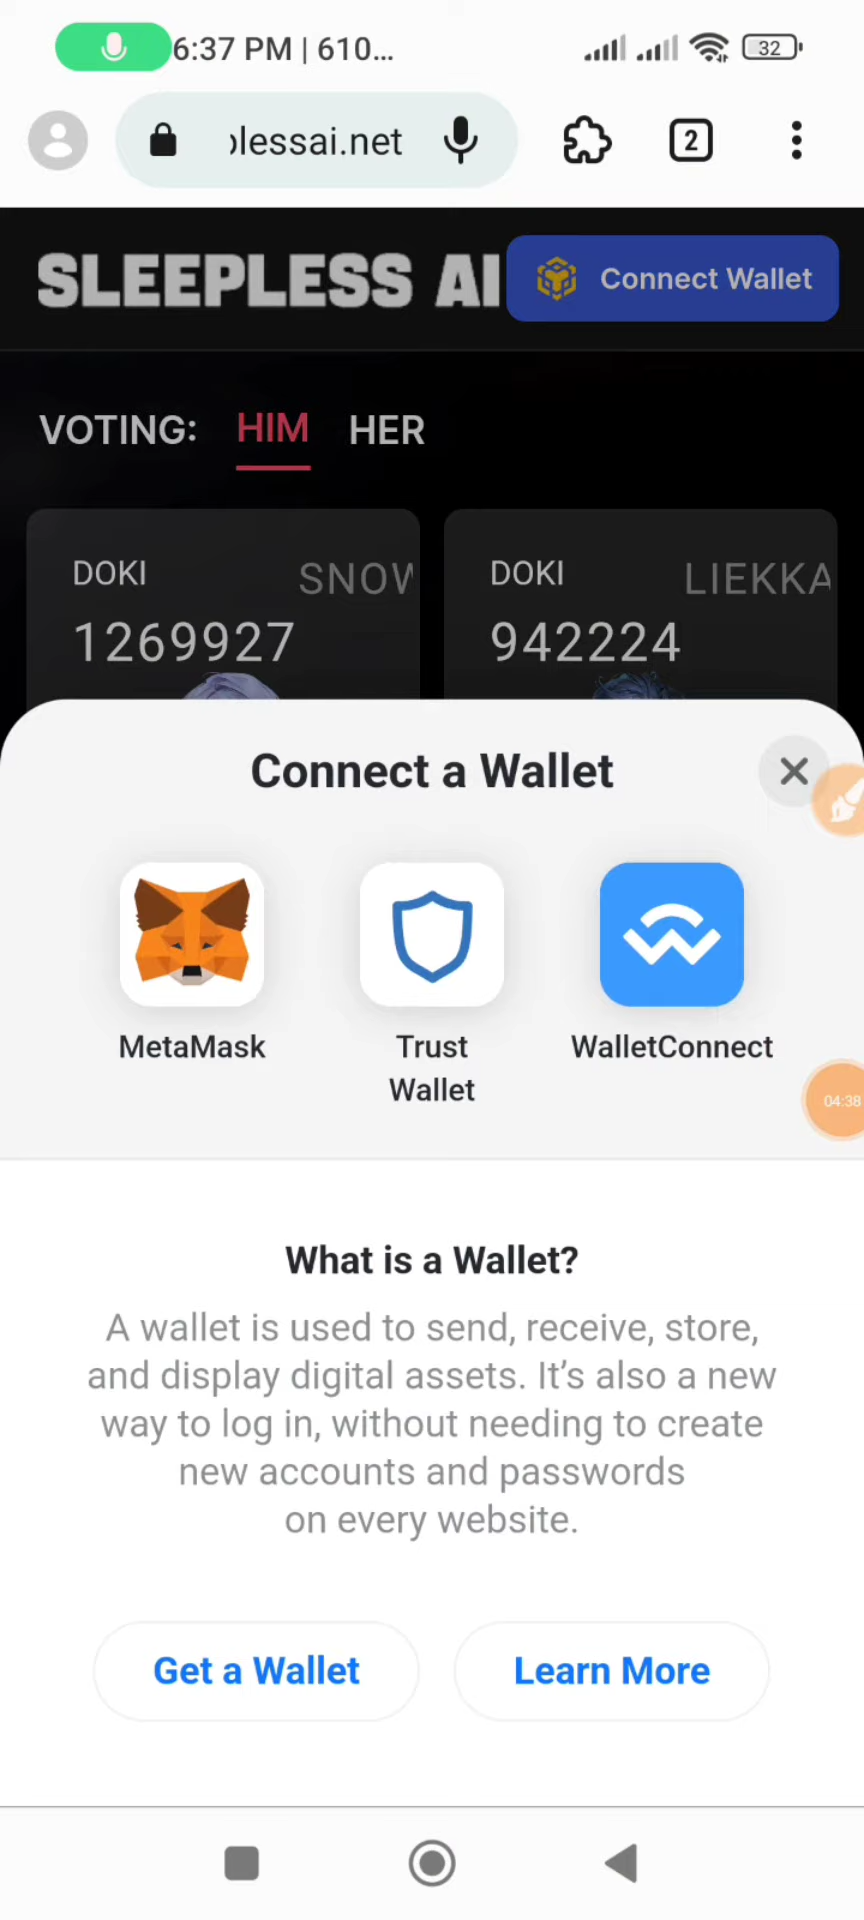 6:37 PM | 610...
32
lessai.net
2
SLEEPLESS AI
Connect Wallet
VOTING: HIM HER
DOKI
DOKI
LIEKKA
1269927
942224
Connect a Wallet
MetaMask
Trust
Wallet
WalletConnect
04:38
What is a Wallet?
A wallet is used to send, receive, store,
and display digital assets. It’s also a new
way to log in, without needing to create
new accounts and passwords
on every website.
Get a Wallet
Learn More